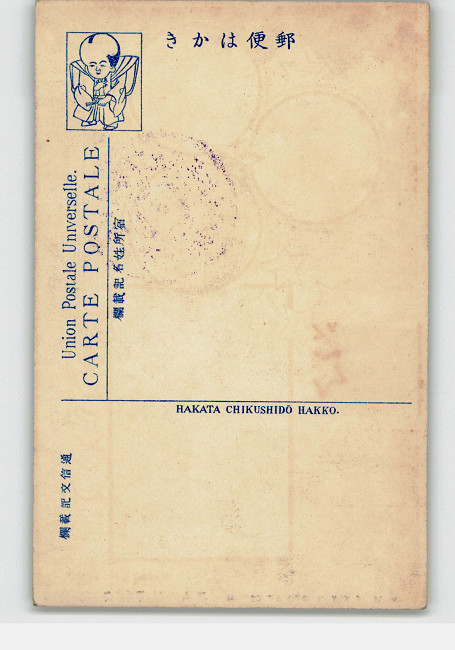 きかは便郵
Union Postale Universelle.
CARTE POSTALE
宿所姓名記載欄
HAKATA CHIKUSHIDŌ HAKKO.
通信文記載欄